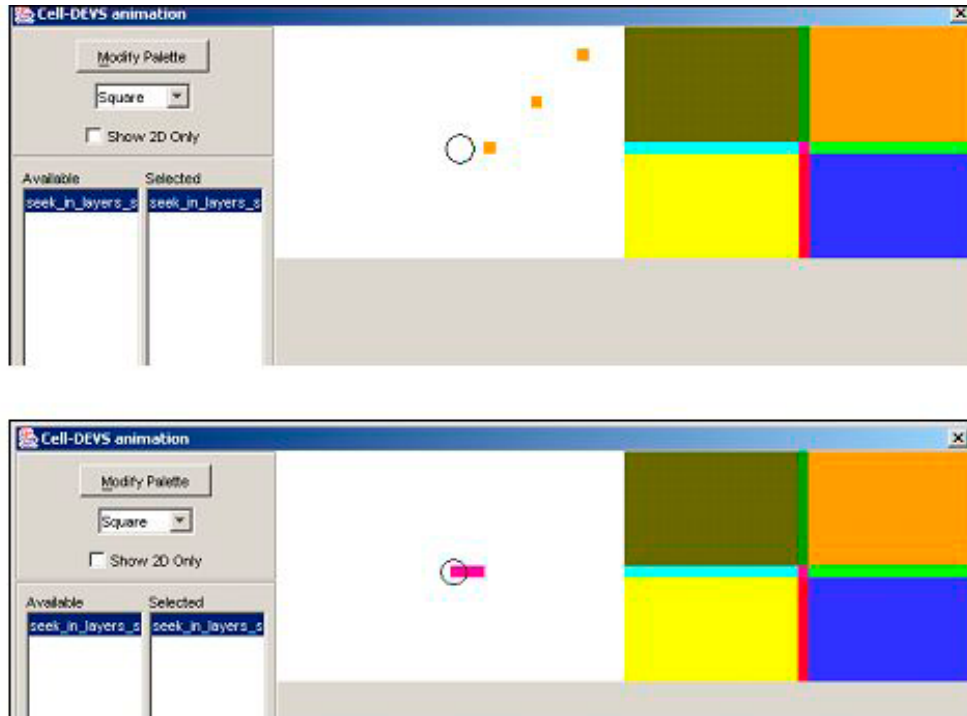 Cell-DEVS animation
Modify Palette
Square
Show 2D Only
Available Selected
seek_in_layers_s seek_in_layers_s
Cell-DEVS animation
Modify Palette
Square
Show 2D Only
Available Selected
seek_in_layers_s seek_in_layers_s